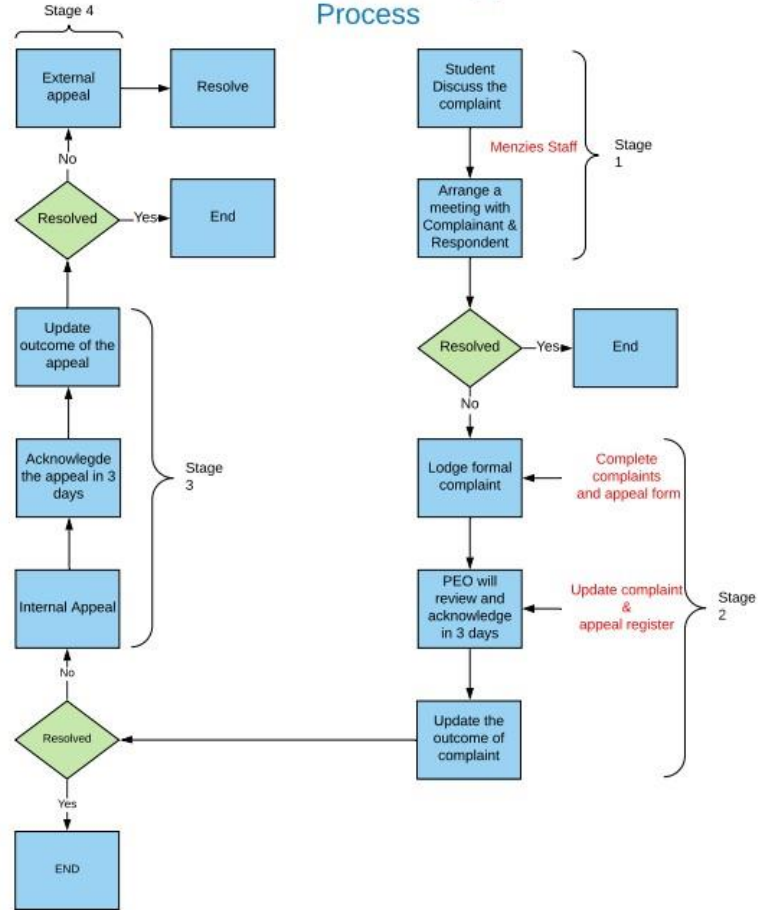 Process
Stage 4
External
appeal
Resolve
No
Resolved
Yes
End
Update
outcome of the
appeal
Acknowlegde
the appeal in 3
days
Stage
3
Internal Appeal
No
Resolved
Yes
END
Student
Discuss the
complaint
Menzies Staff
Stage
1
Arrange a
meeting with
Complainant &
Respondent
Resolved
Yes
End
No
Lodge formal
complaint
Complete
complaints
and appeal form
PEO will
review and
acknowledge
in 3 days
Update complaint
&
appeal register
Stage
2
Update the
outcome of
complaint